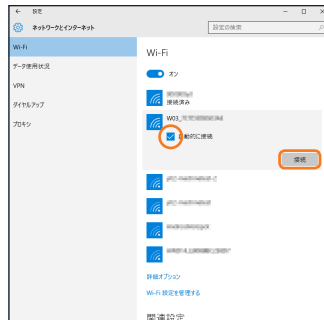 設定
ネットワークとインターネット
設定の検索
Wi-Fi
データ使用状況
VPN
ダイヤルアップ
プロキシ
Wi-Fi
オン
接続済み
W03_
自動的に接続
接続
詳細オプション
Wi-Fi 設定を管理する
関連設定